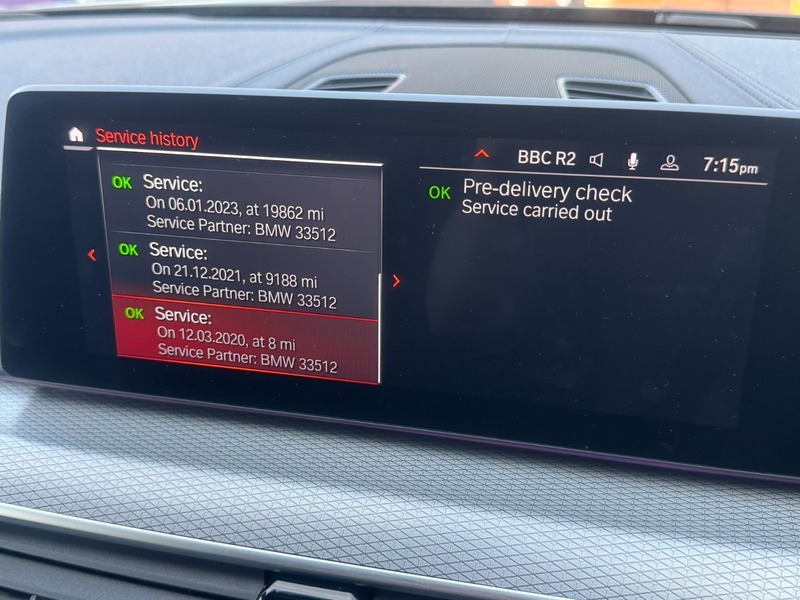 Service history
BBC R2
7:15pm
OK Service:
On 06.01.2023, at 19862 mi
Service Partner: BMW 33512
OK Service:
On 21.12.2021, at 9188 mi
Service Partner: BMW 33512
OK Service:
On 12.03.2020, at 8 mi
Service Partner: BMW 33512
OK Pre-delivery check
Service carried out